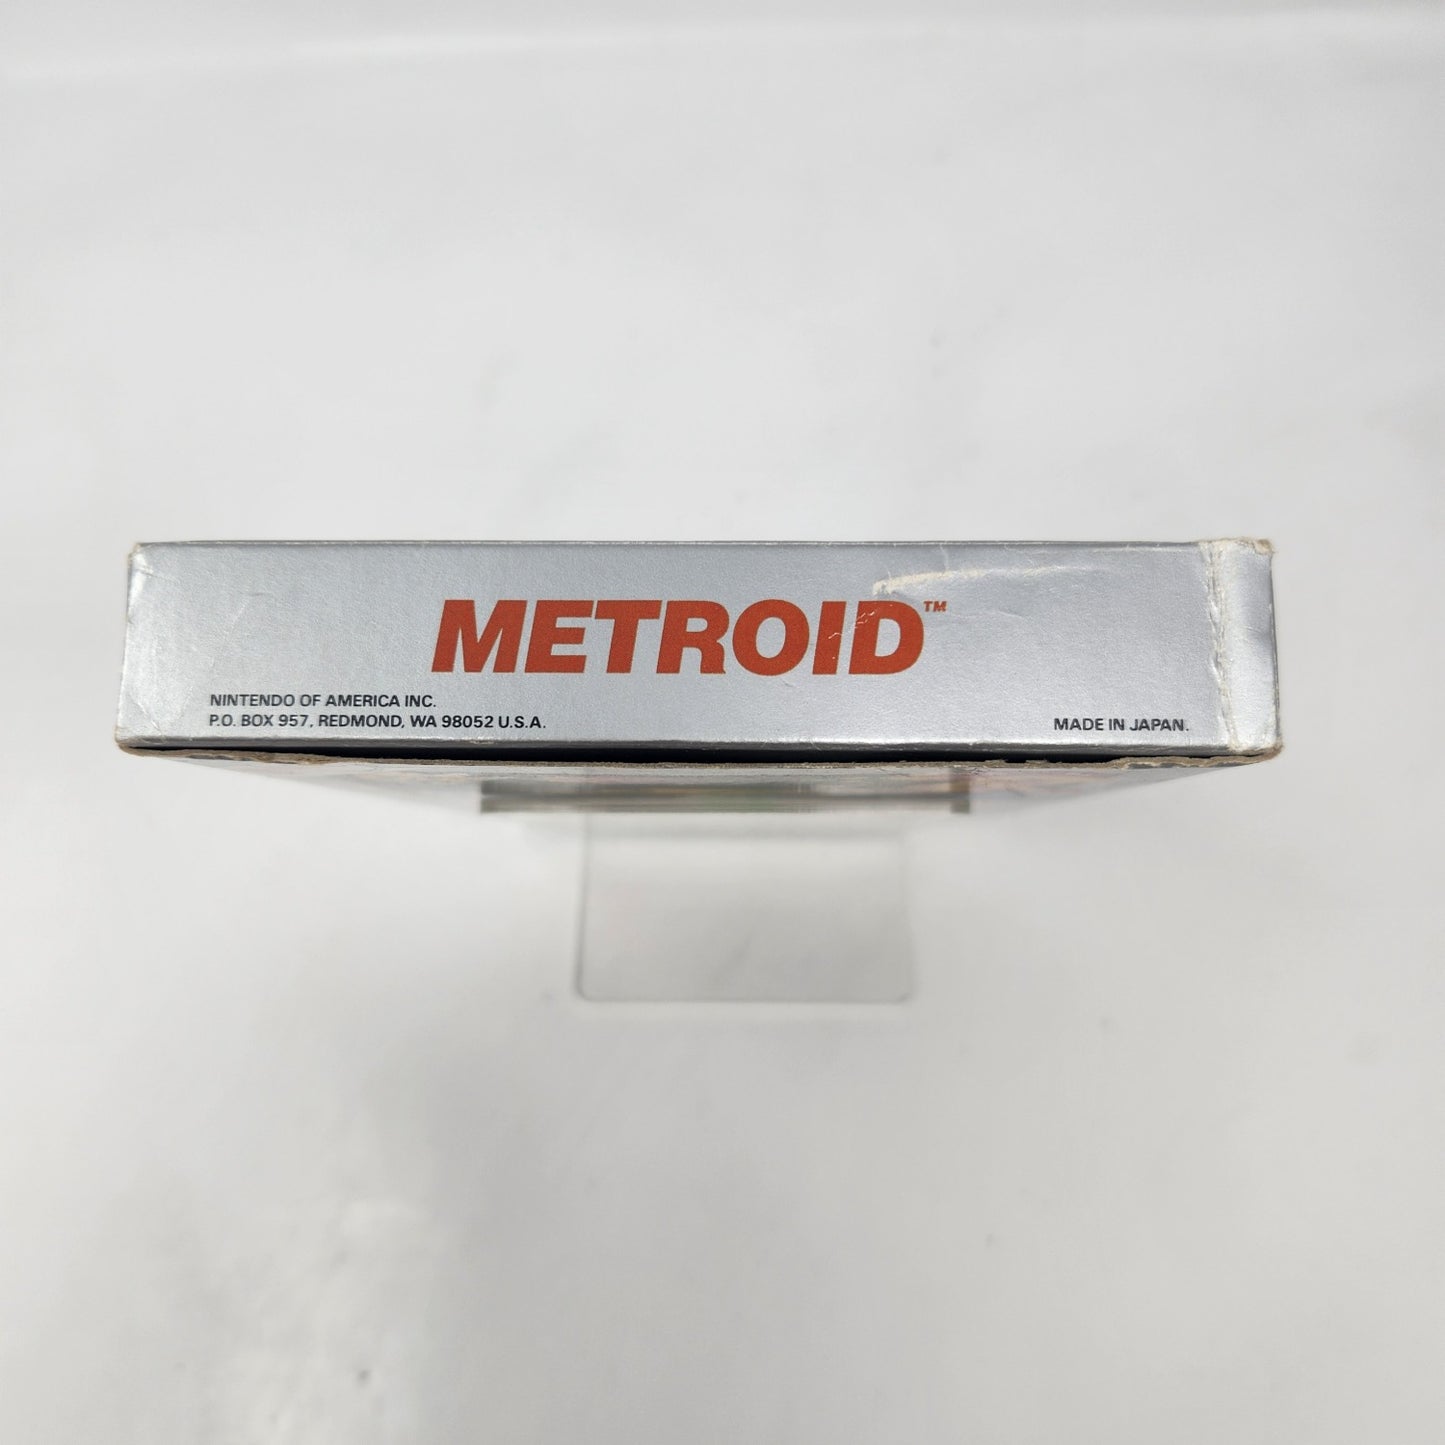 METROID™
NINTENDO OF AMERICA INC.
P.O. BOX 957, REDMOND, WA 98052 U.S.A.
MADE IN JAPAN.